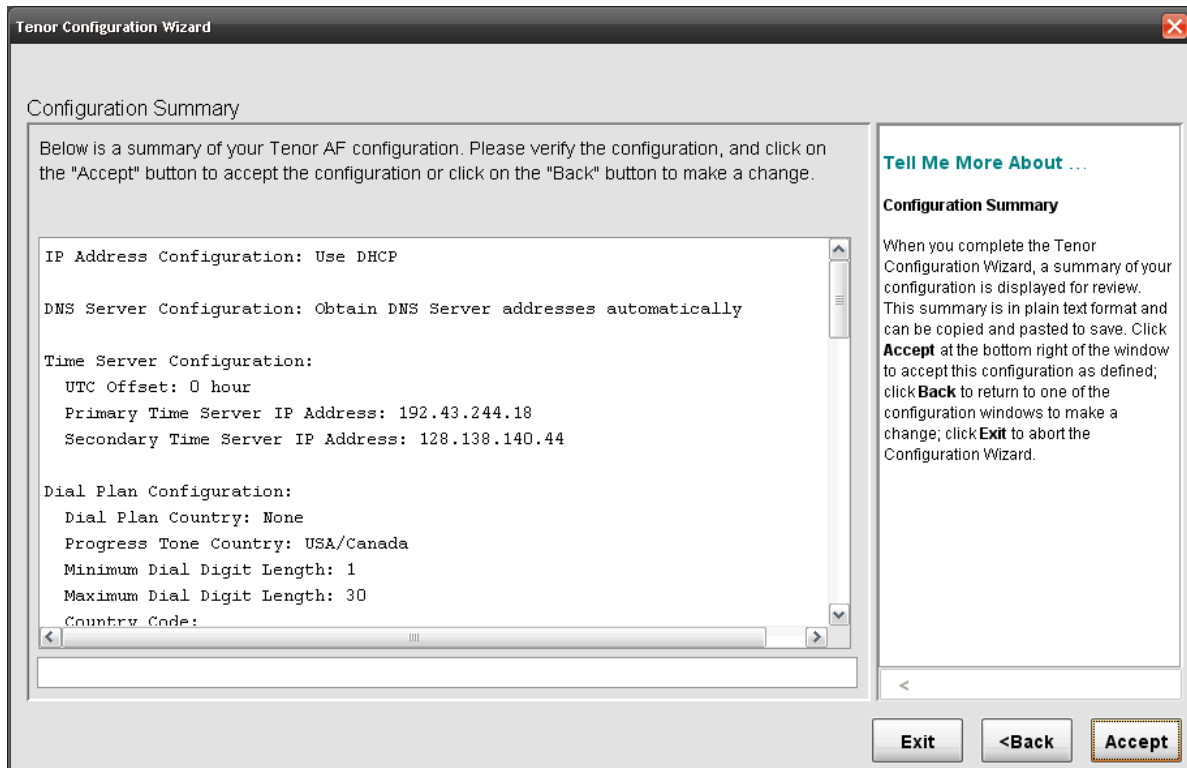 Tenor Configuration Wizard
Configuration Summary
Below is a summary of your Tenor AF configuration. Please verify the configuration, and click on
the "Accept" button to accept the configuration or click on the "Back" button to make a change.
IP Address Configuration: Use DHCP
DNS Server Configuration: Obtain DNS Server addresses automatically
Time Server Configuration:
UTC Offset: 0 hour
Primary Time Server IP Address: 192.43.244.18
Secondary Time Server IP Address: 128.138.140.44
Dial Plan Configuration:
Dial Plan Country: None
Progress Tone Country: USA/Canada
Minimum Dial Digit Length: 1
Maximum Dial Digit Length: 30
Country Code:
Tell Me More About ...
Configuration Summary
When you complete the Tenor
Configuration Wizard, a summary of your
configuration is displayed for review.
This summary is in plain text format and
can be copied and pasted to save. Click
Accept at the bottom right of the window
to accept this configuration as defined;
click Back to return to one of the
configuration windows to make a
change; click Exit to abort the
Configuration Wizard.
<
Exit
<Back
Accept